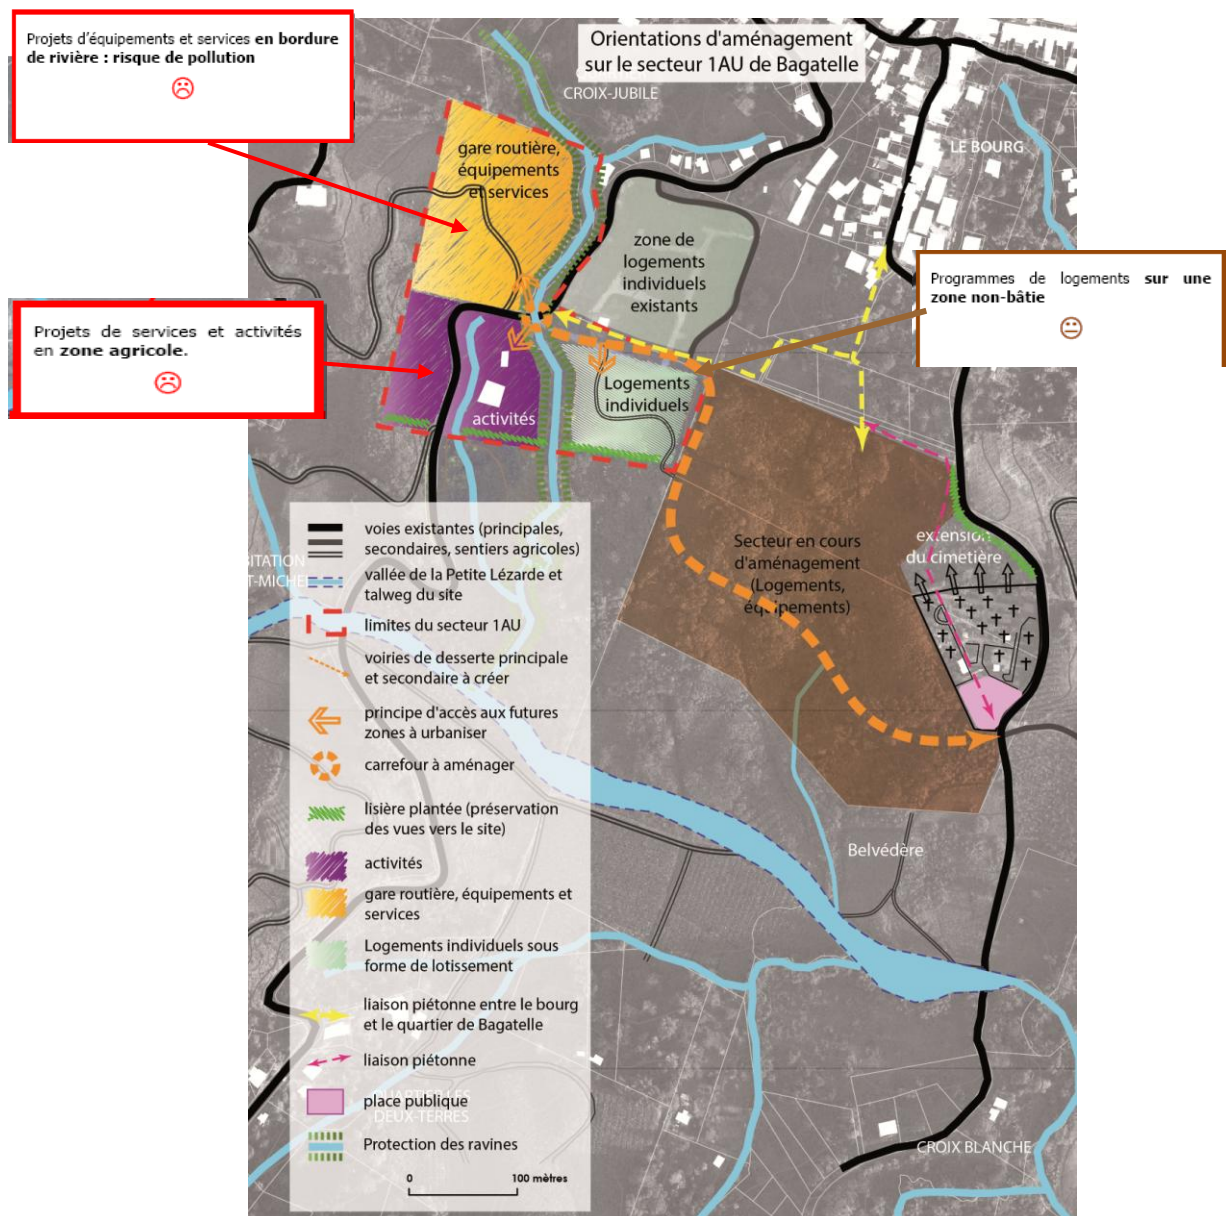 Projets d'équipements et services en bordure
de rivière : risque de pollution
Orientations d'aménagement
sur le secteur 1AU de Bagatelle
CROIX-JUBILE
LE BOURG
gare routière,
équipements
et services
zone de
logements
individuels
existants
Programmes de logements sur une
zone non-bâtie
Projets de services et activités
en zone agricole.
Logements
individuels
activités
extension
du cimetière
Secteur en cours
d'aménagement
(Logements,
équipements)
Belvédère
CROIX BLANCHE
voies existantes (principales,
secondaires, sentiers agricoles)
vallée de la Petite Lézarde et
talweg du site
limites du secteur 1AU
voiries de desserte principale
et secondaire à créer
principe d'accès aux futures
zones à urbaniser
carrefour à aménager
lisière plantée (préservation
des vues vers le site)
activités
gare routière, équipements et
services
Logements individuels sous
forme de lotissement
liaison piétonne entre le bourg
et le quartier de Bagatelle
liaison piétonne
place publique
DEUX-TERRES
Protection des ravines
0 100 mètres